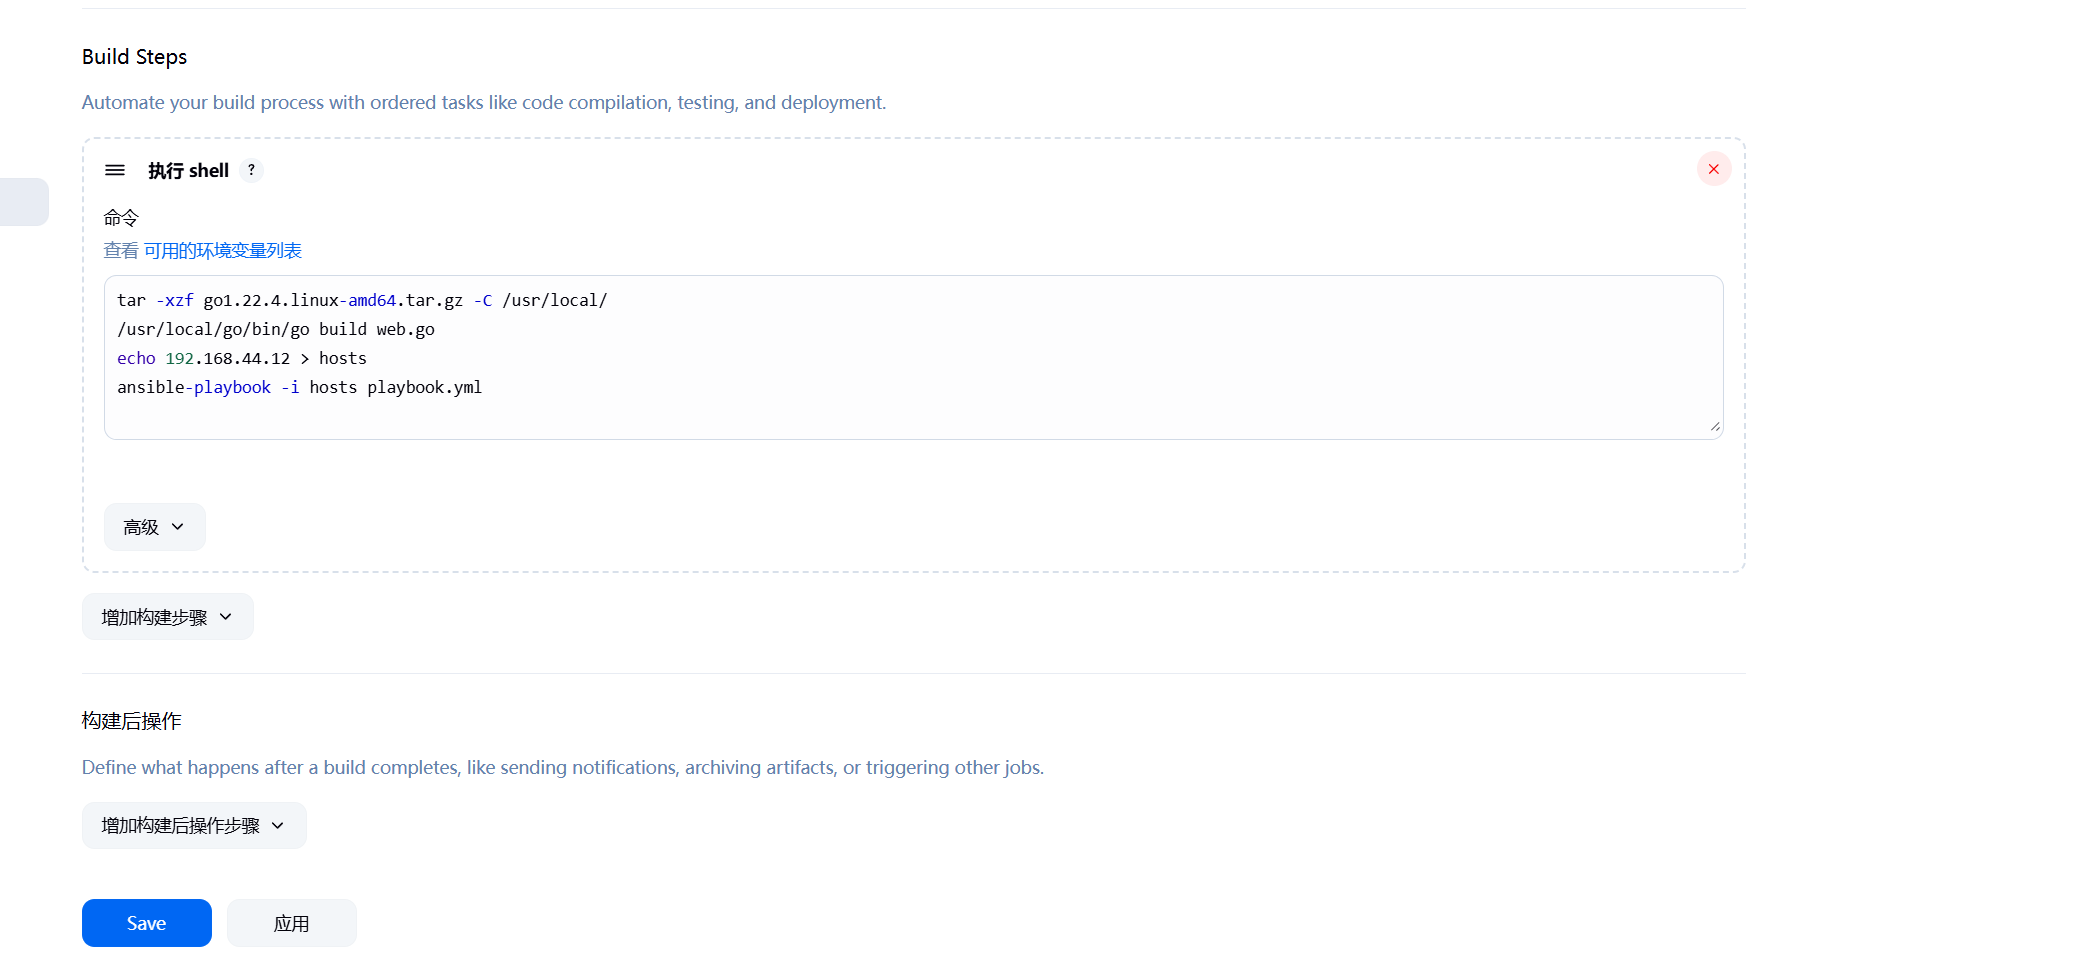 Build Steps
Automate your build process with ordered tasks like code compilation, testing, and deployment.
执行 shell ?
命令
查看 可用的环境变量列表
tar -xzf go1.22.4.linux-amd64.tar.gz -C /usr/local/
/usr/local/go/bin/go build web.go
echo 192.168.44.12 > hosts
ansible-playbook -i hosts playbook.yml
高级
增加构建步骤
构建后操作
Define what happens after a build completes, like sending notifications, archiving artifacts, or triggering other jobs.
增加构建后操作步骤
Save 应用